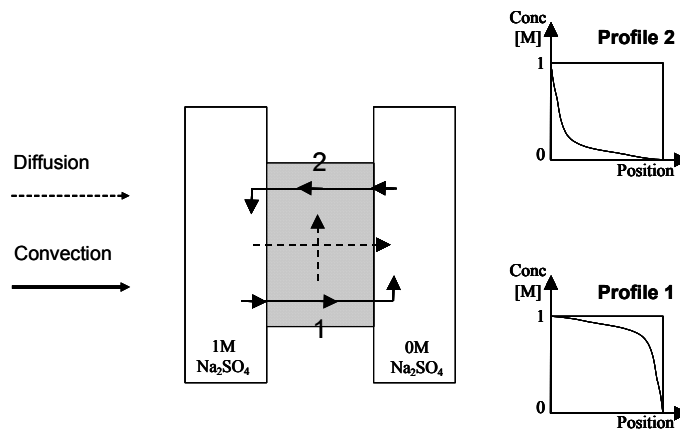 Diffusion
Convection
2
1
1M
Na₂SO₄
0M
Na₂SO₄
Conc
[M]
Profile 2
1
0
Position
Conc
[M]
Profile 1
1
0
Position